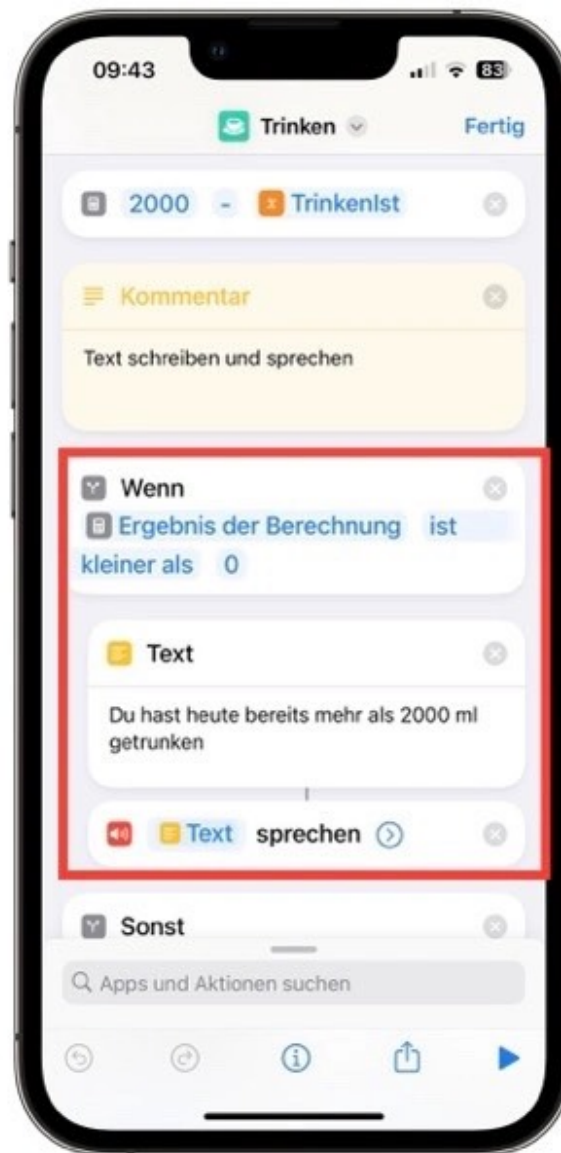 09:43
83
Trinken
Fertig
2000 - x TrinkenIst
Kommentar
Text schreiben und sprechen
Wenn
Ergebnis der Berechnung ist
kleiner als 0
Text
Du hast heute bereits mehr als 2000 ml
getrunken
Text sprechen
Sonst
Apps und Aktionen suchen